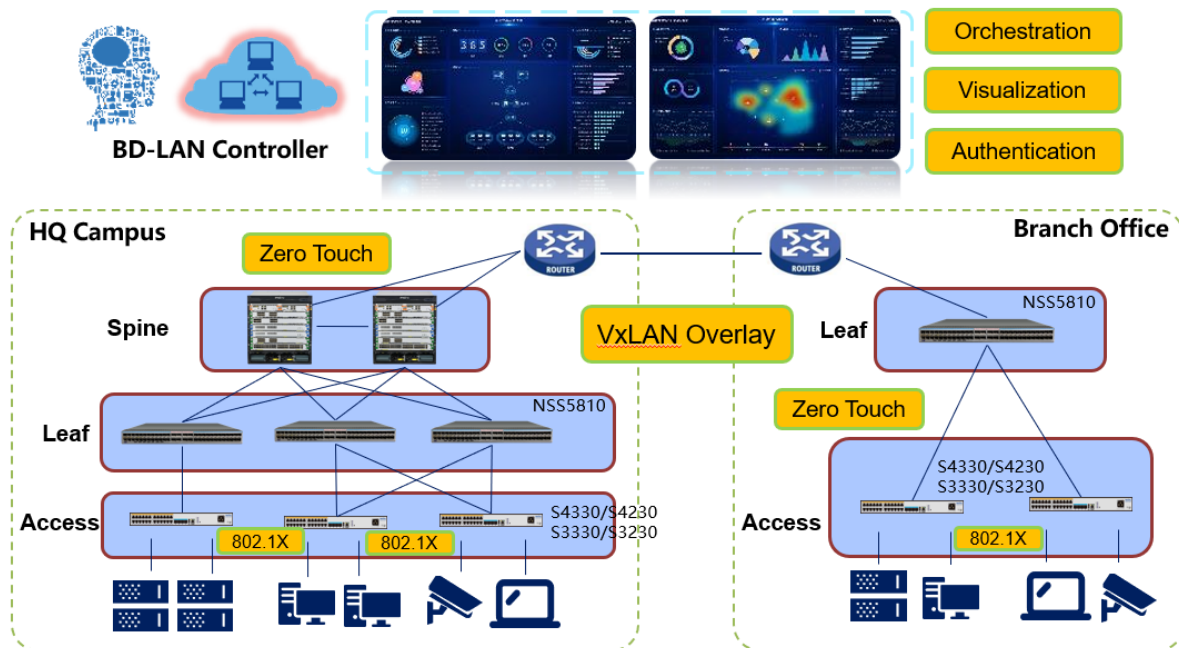 Orchestration
Visualization
Authentication
BD-LAN Controller
365
HQ Campus
Zero Touch
ROUTER
ROUTER
Branch Office
Spine
VxLAN Overlay
NSS5810
Leaf
NSS5810
Leaf
Zero Touch
S4330/S4230
S3330/S3230
Access
S4330/S4230
S3330/S3230
802.1X
802.1X
Access
802.1X